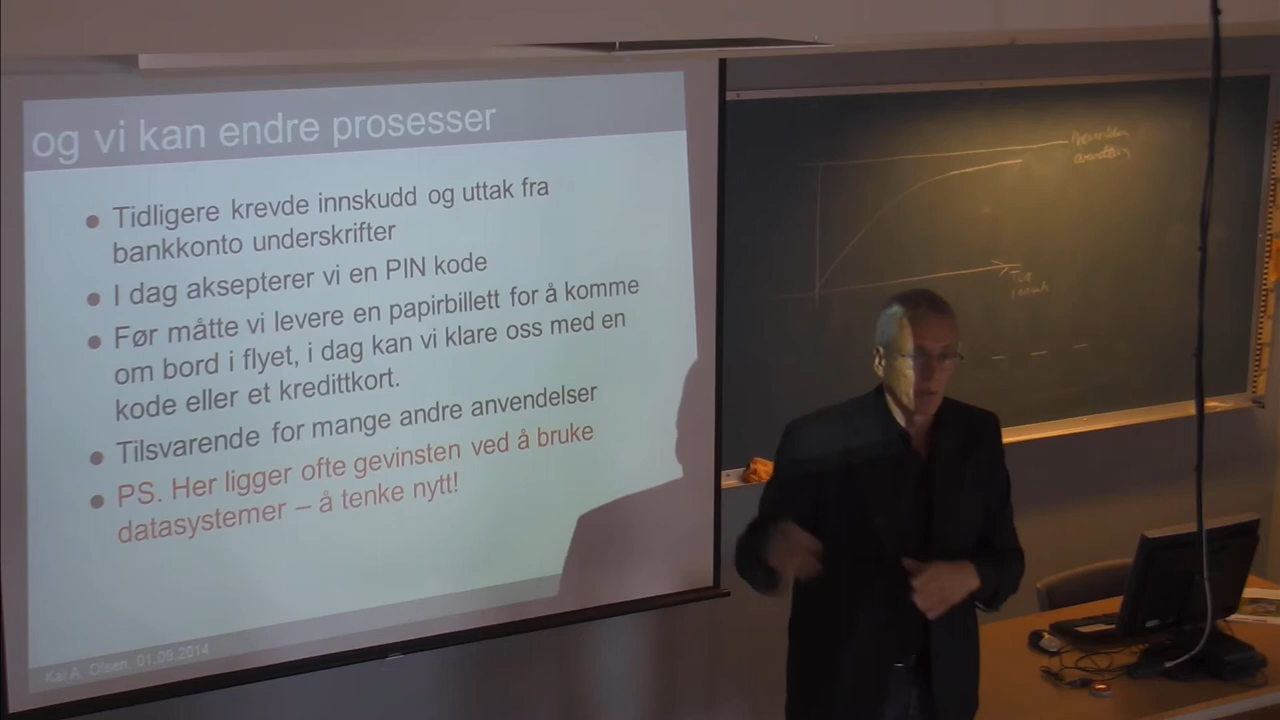 og vi kan endre prosesser
● Tidligere krevde innskudd og uttak fra
bankkonto underskrifter
● I dag aksepterer vi en PIN kode
● Før måtte vi levere en papirbillett for å komme
om bord i flyet, i dag kan vi klare oss med en
kode eller et kredittkort.
● Tilsvarende for mange andre anvendelser
● PS. Her ligger ofte gevinsten ved å bruke
datasystemer – å tenke nytt!
Kai A. Olsen, 01.09.2014